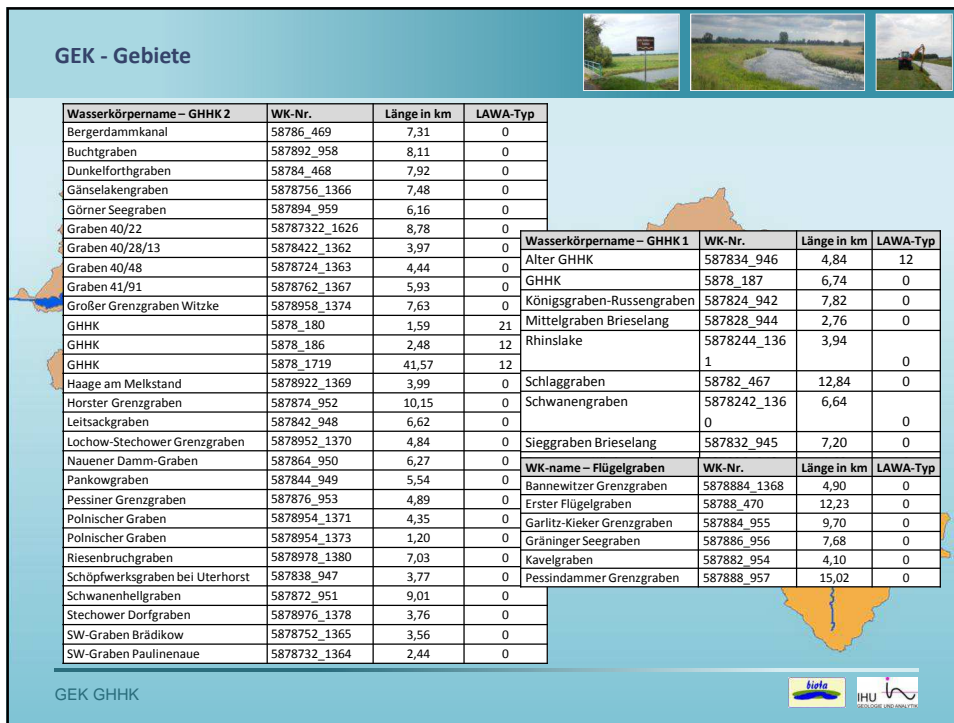 GEK - Gebiete
Wasserkörpername – GHHK 2 WK-Nr. Länge in km LAWA-Typ
Bergerdammkanal 58786_469 7,31 0
Buchtgraben 587892_958 8,11 0
Dunkelforthgraben 58784_468 7,92 0
Gänselakengraben 5878756_1366 7,48 0
Görner Seegraben 587894_959 6,16 0
Graben 40/22 58787322_1626 8,78 0
Graben 40/28/13 5878422_1362 3,97 0
Graben 40/48 5878724_1363 4,44 0
Graben 41/91 5878762_1367 5,93 0
Großer Grenzgraben Witzke 5878958_1374 7,63 0
GHHK 5878_180 1,59 21
GHHK 5878_186 2,48 12
GHHK 5878_1719 41,57 12
Haage am Melkstand 5878922_1369 3,99 0
Horster Grenzgraben 587874_952 10,15 0
Leitsackgraben 587842_948 6,62 0
Lochow-Stechower Grenzgraben 5878952_1370 4,84 0
Nauener Damm-Graben 587864_950 6,27 0
Pankowgraben 587844_949 5,54 0
Pessiner Grenzgraben 587876_953 4,89 0
Polnischer Graben 5878954_1371 4,35 0
Polnischer Graben 5878954_1373 1,20 0
Riesenbruchgraben 5878978_1380 7,03 0
Schöpfwerksgraben bei Uterhorst 587838_947 3,77 0
Schwanenhellgraben 587872_951 9,01 0
Stechower Dorfgraben 5878976_1378 3,76 0
SW-Graben Brädikow 5878752_1365 3,56 0
SW-Graben Paulinenaue 5878732_1364 2,44 0
Wasserkörpername – GHHK 1 WK-Nr. Länge in km LAWA-Typ
Alter GHHK 587834_946 4,84 12
GHHK 5878_187 6,74 0
Königsgraben-Russengraben 587824_942 7,82 0
Mittelgraben Brieselang 587828_944 2,76 0
Rhinslake 5878244_136 3,94
1 0
Schlaggraben 58782_467 12,84 0
Schwanengraben 5878242_136 6,64
0 0
Sieggraben Brieselang 587832_945 7,20 0
WK-name – Flügelgraben WK-Nr. Länge in km LAWA-Typ
Bannewitzer Grenzgraben 5878884_1368 4,90 0
Erster Flügelgraben 58788_470 12,23 0
Garlitz-Kieker Grenzgraben 587884_955 9,70 0
Gräninger Seegraben 587886_956 7,68 0
Kavelgraben 587882_954 4,10 0
Pessindammer Grenzgraben 587888_957 15,02 0
GEK GHHK
biota
IHU
GEOLOGIE UND ANALYTIK